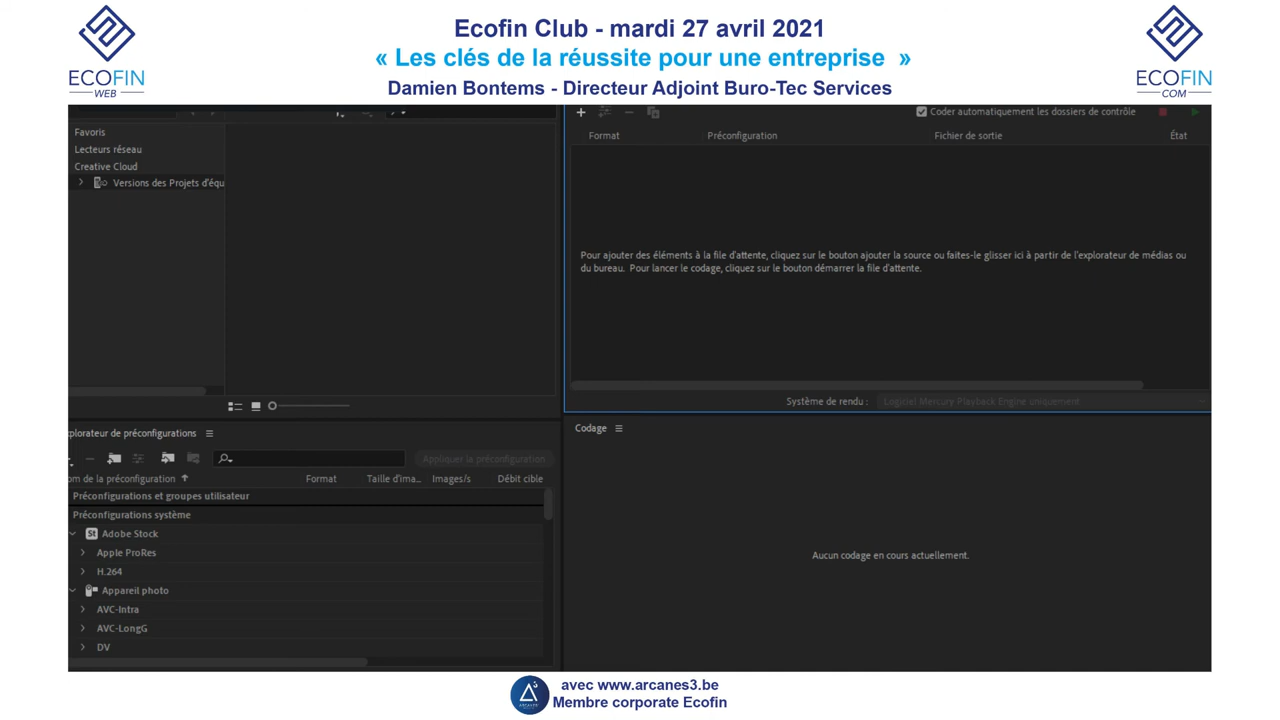 Ecofin Club - mardi 27 avril 2021
« Les clés de la réussite pour une entreprise »
Damien Bontems - Directeur Adjoint Buro-Tec Services
ECOFIN
WEB
ECOFIN
COM
Favoris
Lecteurs réseau
Creative Cloud
Versions des Projets d'équ
Coder automatiquement les dossiers de contrôle
Format Préconfiguration Fichier de sortie État
Pour ajouter des éléments à la file d'attente, cliquez sur le bouton ajouter la source ou faites-le glisser ici à partir de l'explorateur de médias ou
du bureau. Pour lancer le codage, cliquez sur le bouton démarrer la file d'attente.
Système de rendu : Logiciel Mercury Playback Engine uniquement
xplorateur de préconfigurations
Appliquer la préconfiguration
om de la préconfiguration Format Taille d'ima... Images/s Débit cible
Préconfigurations et groupes utilisateur
Préconfigurations système
St Adobe Stock
Apple ProRes
H.264
Appareil photo
AVC-Intra
AVC-LongG
DV
Codage
Aucun codage en cours actuellement.
avec www.arcanes3.be
Membre corporate Ecofin